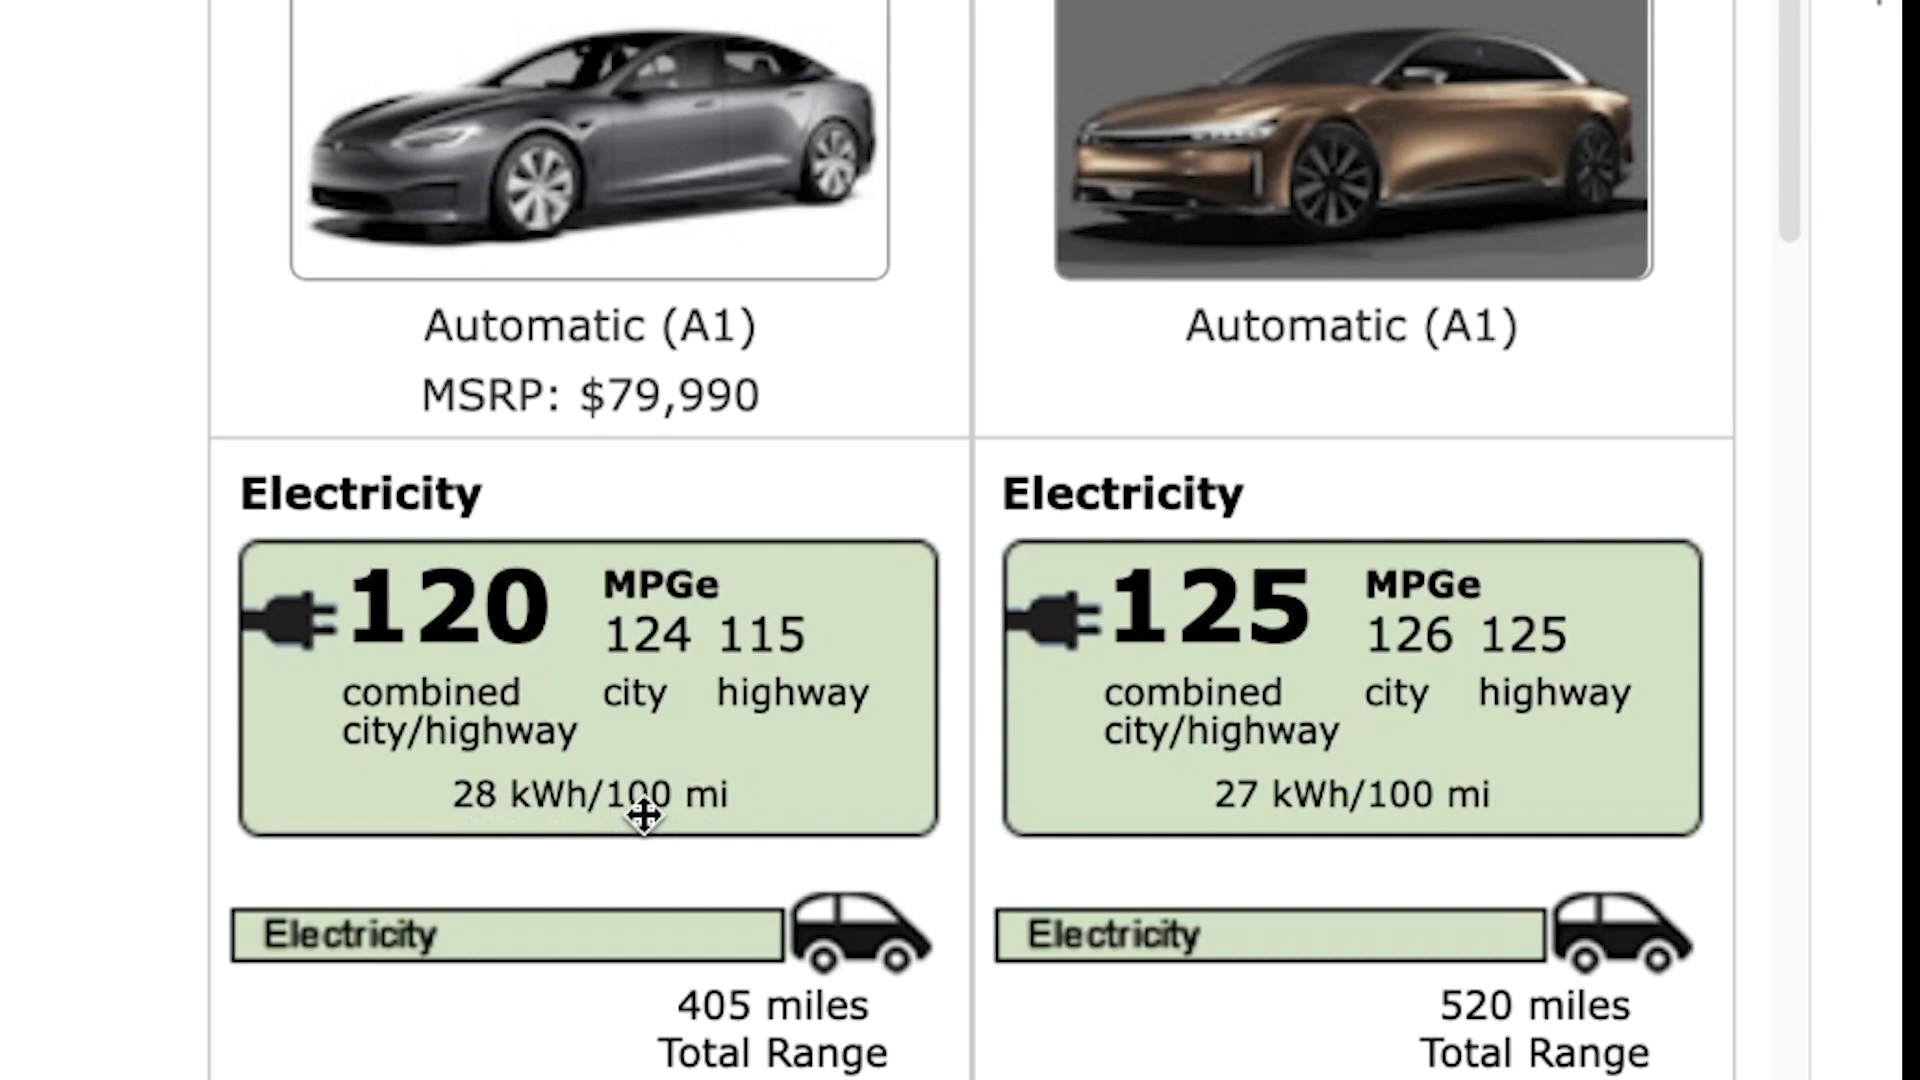 Automatic (A1)
MSRP: $79,990
Electricity
120
MPGe
124 115
combined
city/highway
city highway
28 kWh/100 mi
Electricity
405 miles
Total Range
Automatic (A1)
Electricity
125
MPGe
126 125
combined
city/highway
city highway
27 kWh/100 mi
Electricity
520 miles
Total Range